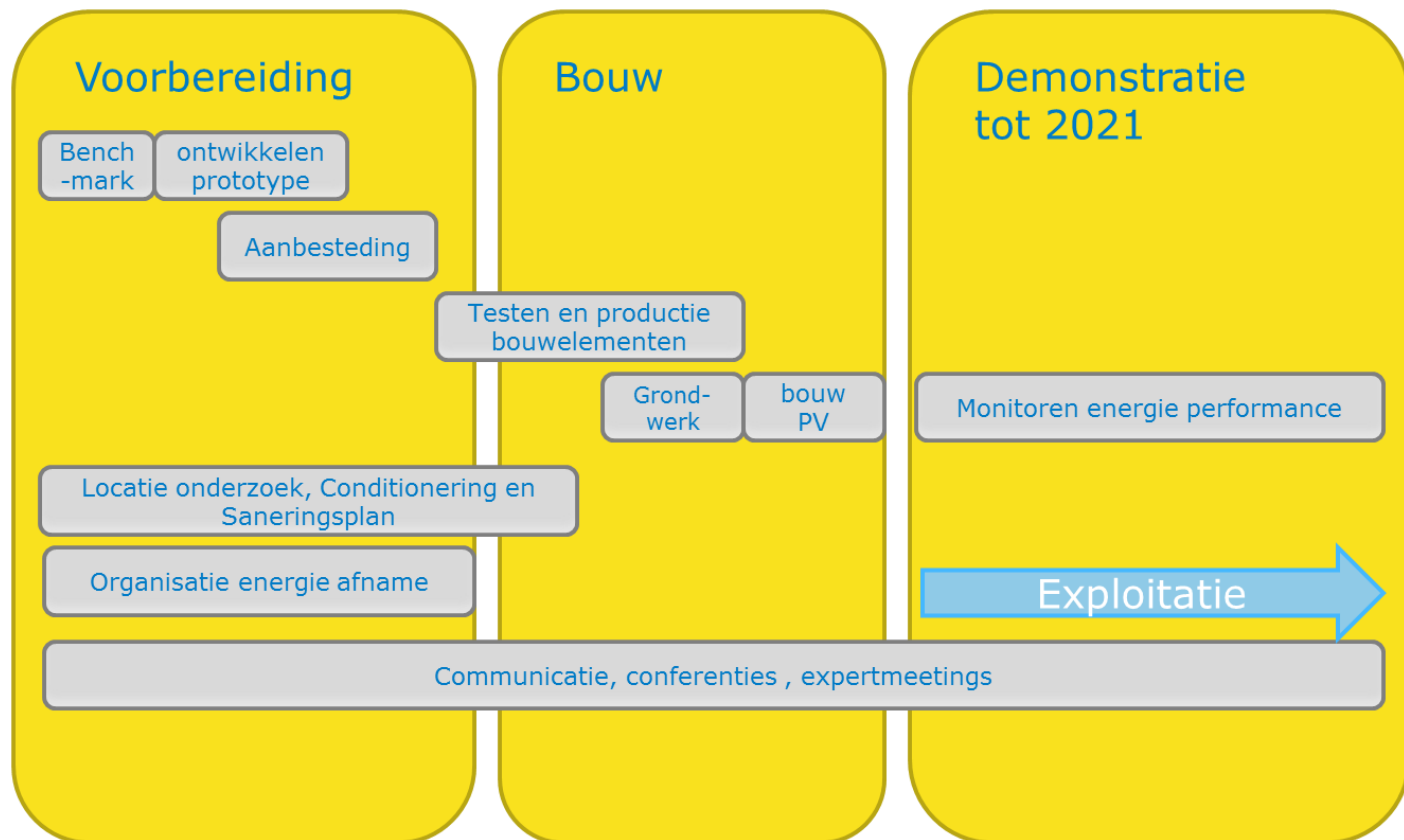 Voorbereiding
Bouw
Demonstratie
tot 2021
Bench
-mark
ontwikkelen
prototype
Aanbesteding
Testen en productie
bouwelementen
Grond-
werk
bouw
PV
Monitoren energie performance
Locatie onderzoek, Conditionering en
Saneringsplan
Organisatie energie afname
Exploitatie
Communicatie, conferenties , expertmeetings